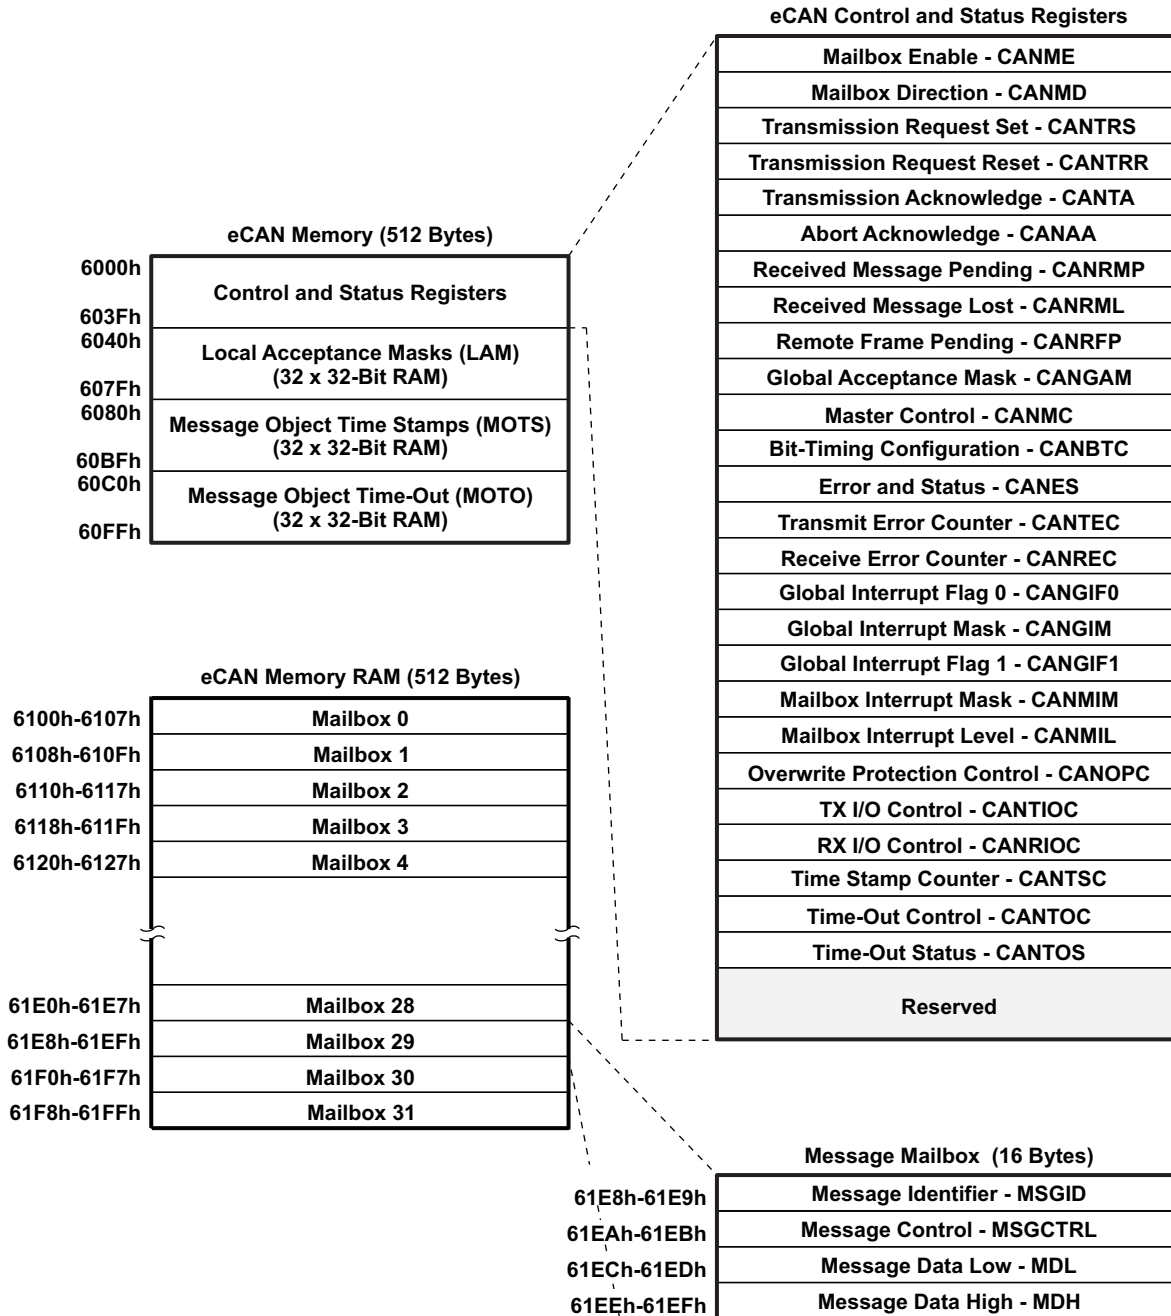 eCAN Control and Status Registers
Mailbox Enable - CANME
Mailbox Direction - CANMD
Transmission Request Set - CANTRS
Transmission Request Reset - CANTRR
Transmission Acknowledge - CANTA
Abort Acknowledge - CANAA
Received Message Pending - CANRMP
Received Message Lost - CANRML
Remote Frame Pending - CANRFP
Global Acceptance Mask - CANGAM
Master Control - CANMC
Bit-Timing Configuration - CANBTC
Error and Status - CANES
Transmit Error Counter - CANTEC
Receive Error Counter - CANREC
Global Interrupt Flag 0 - CANGIF0
Global Interrupt Mask - CANGIM
Global Interrupt Flag 1 - CANGIF1
Mailbox Interrupt Mask - CANMIM
Mailbox Interrupt Level - CANMIL
Overwrite Protection Control - CANOPC
TX I/O Control - CANTIOC
RX I/O Control - CANRIOC
Time Stamp Counter - CANTSC
Time-Out Control - CANTOC
Time-Out Status - CANTOS
Reserved
eCAN Memory (512 Bytes)
6000h
Control and Status Registers
603Fh
6040h
Local Acceptance Masks (LAM)
(32 x 32-Bit RAM)
607Fh
6080h
Message Object Time Stamps (MOTS)
(32 x 32-Bit RAM)
60BFh
60C0h
Message Object Time-Out (MOTO)
(32 x 32-Bit RAM)
60FFh
eCAN Memory RAM (512 Bytes)
6100h-6107h Mailbox 0
6108h-610Fh Mailbox 1
6110h-6117h Mailbox 2
6118h-611Fh Mailbox 3
6120h-6127h Mailbox 4
61E0h-61E7h Mailbox 28
61E8h-61EFh Mailbox 29
61F0h-61F7h Mailbox 30
61F8h-61FFh Mailbox 31
Message Mailbox (16 Bytes)
61E8h-61E9h Message Identifier - MSGID
61EAh-61EBh Message Control - MSGCTRL
61ECh-61EDh Message Data Low - MDL
61EEh-61EFh Message Data High - MDH